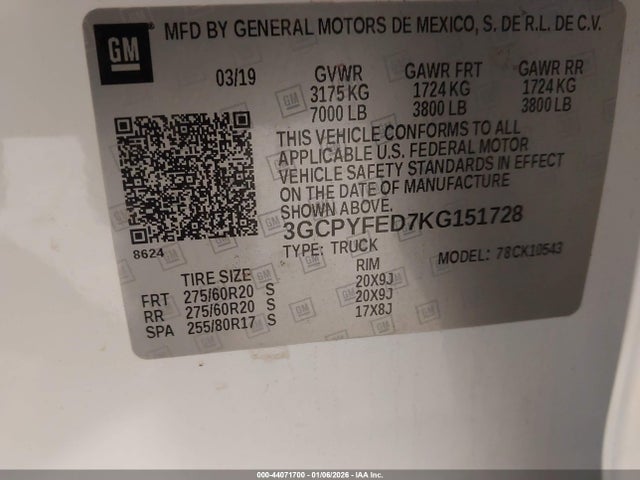 GM MFD BY GENERAL MOTORS DE MEXICO, S. DE R.L. DE C.V.
03/19 GVWR GAWR FRT GAWR RR
3175 KG 1724 KG 1724 KG
7000 LB 3800 LB 3800 LB
THIS VEHICLE CONFORMS TO ALL
APPLICABLE U.S. FEDERAL MOTOR
VEHICLE SAFETY STANDARDS IN EFFECT
ON THE DATE OF MANUFACTURE
SHOWN ABOVE.
3GCPYFED7KG151728
8624 TYPE: TRUCK MODEL: 78CK10543
TIRE SIZE RIM
FRT 275/60R20 S 20X9J
RR 275/60R20 S 20X9J
SPA 255/80R17 S 17X8J
000-44071700 - 01/06/2026 - IAA Inc.